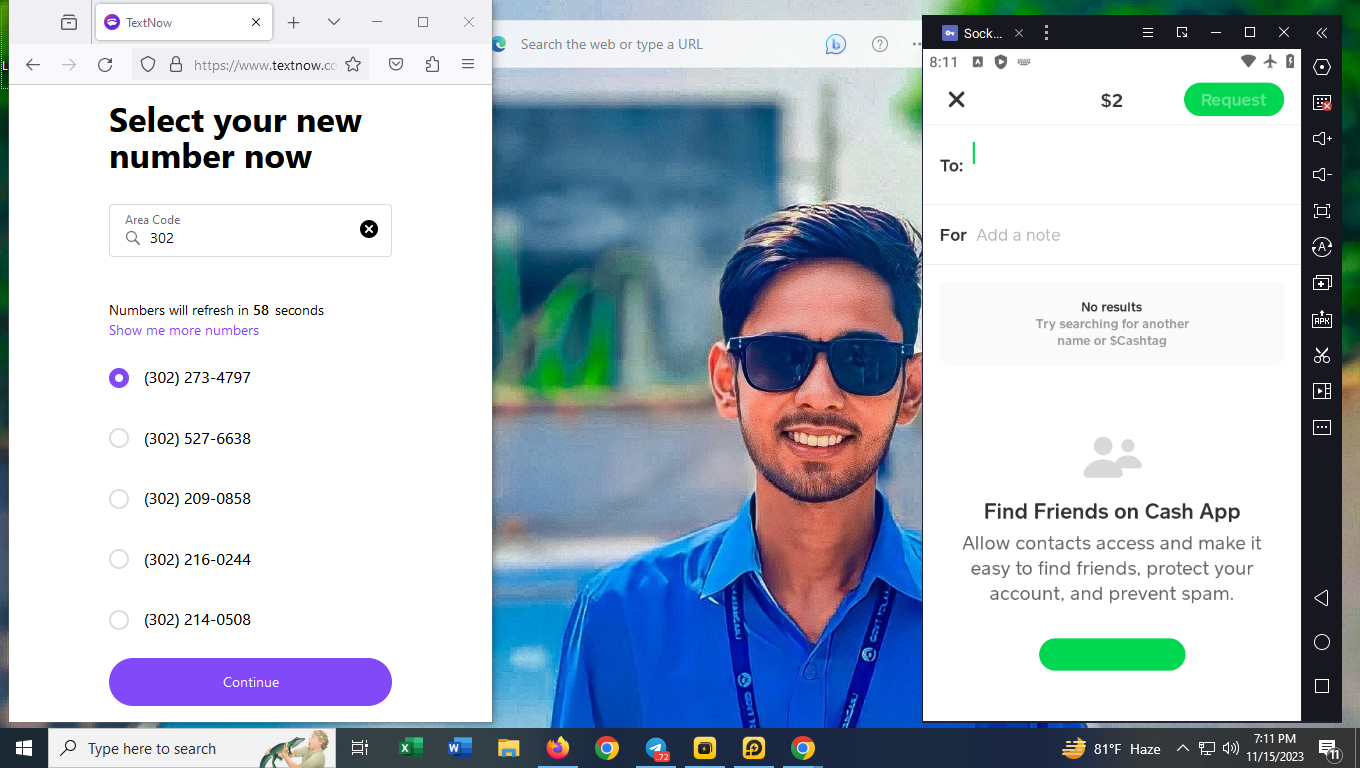 TextNow
https://www.textnow.co
Select your new
number now
Area Code
302
Numbers will refresh in 58 seconds
Show me more numbers
(302) 273-4797
(302) 527-6638
(302) 209-0858
(302) 216-0244
(302) 214-0508
Continue
Search the web or type a URL
Sock...
8:11
$2
Request
To:
For Add a note
No results
Try searching for another
name or $Cashtag
Find Friends on Cash App
Allow contacts access and make it
easy to find friends, protect your
account, and prevent spam.
APK
Type here to search
.72
81°F Haze
7:11 PM
11/15/2023
11